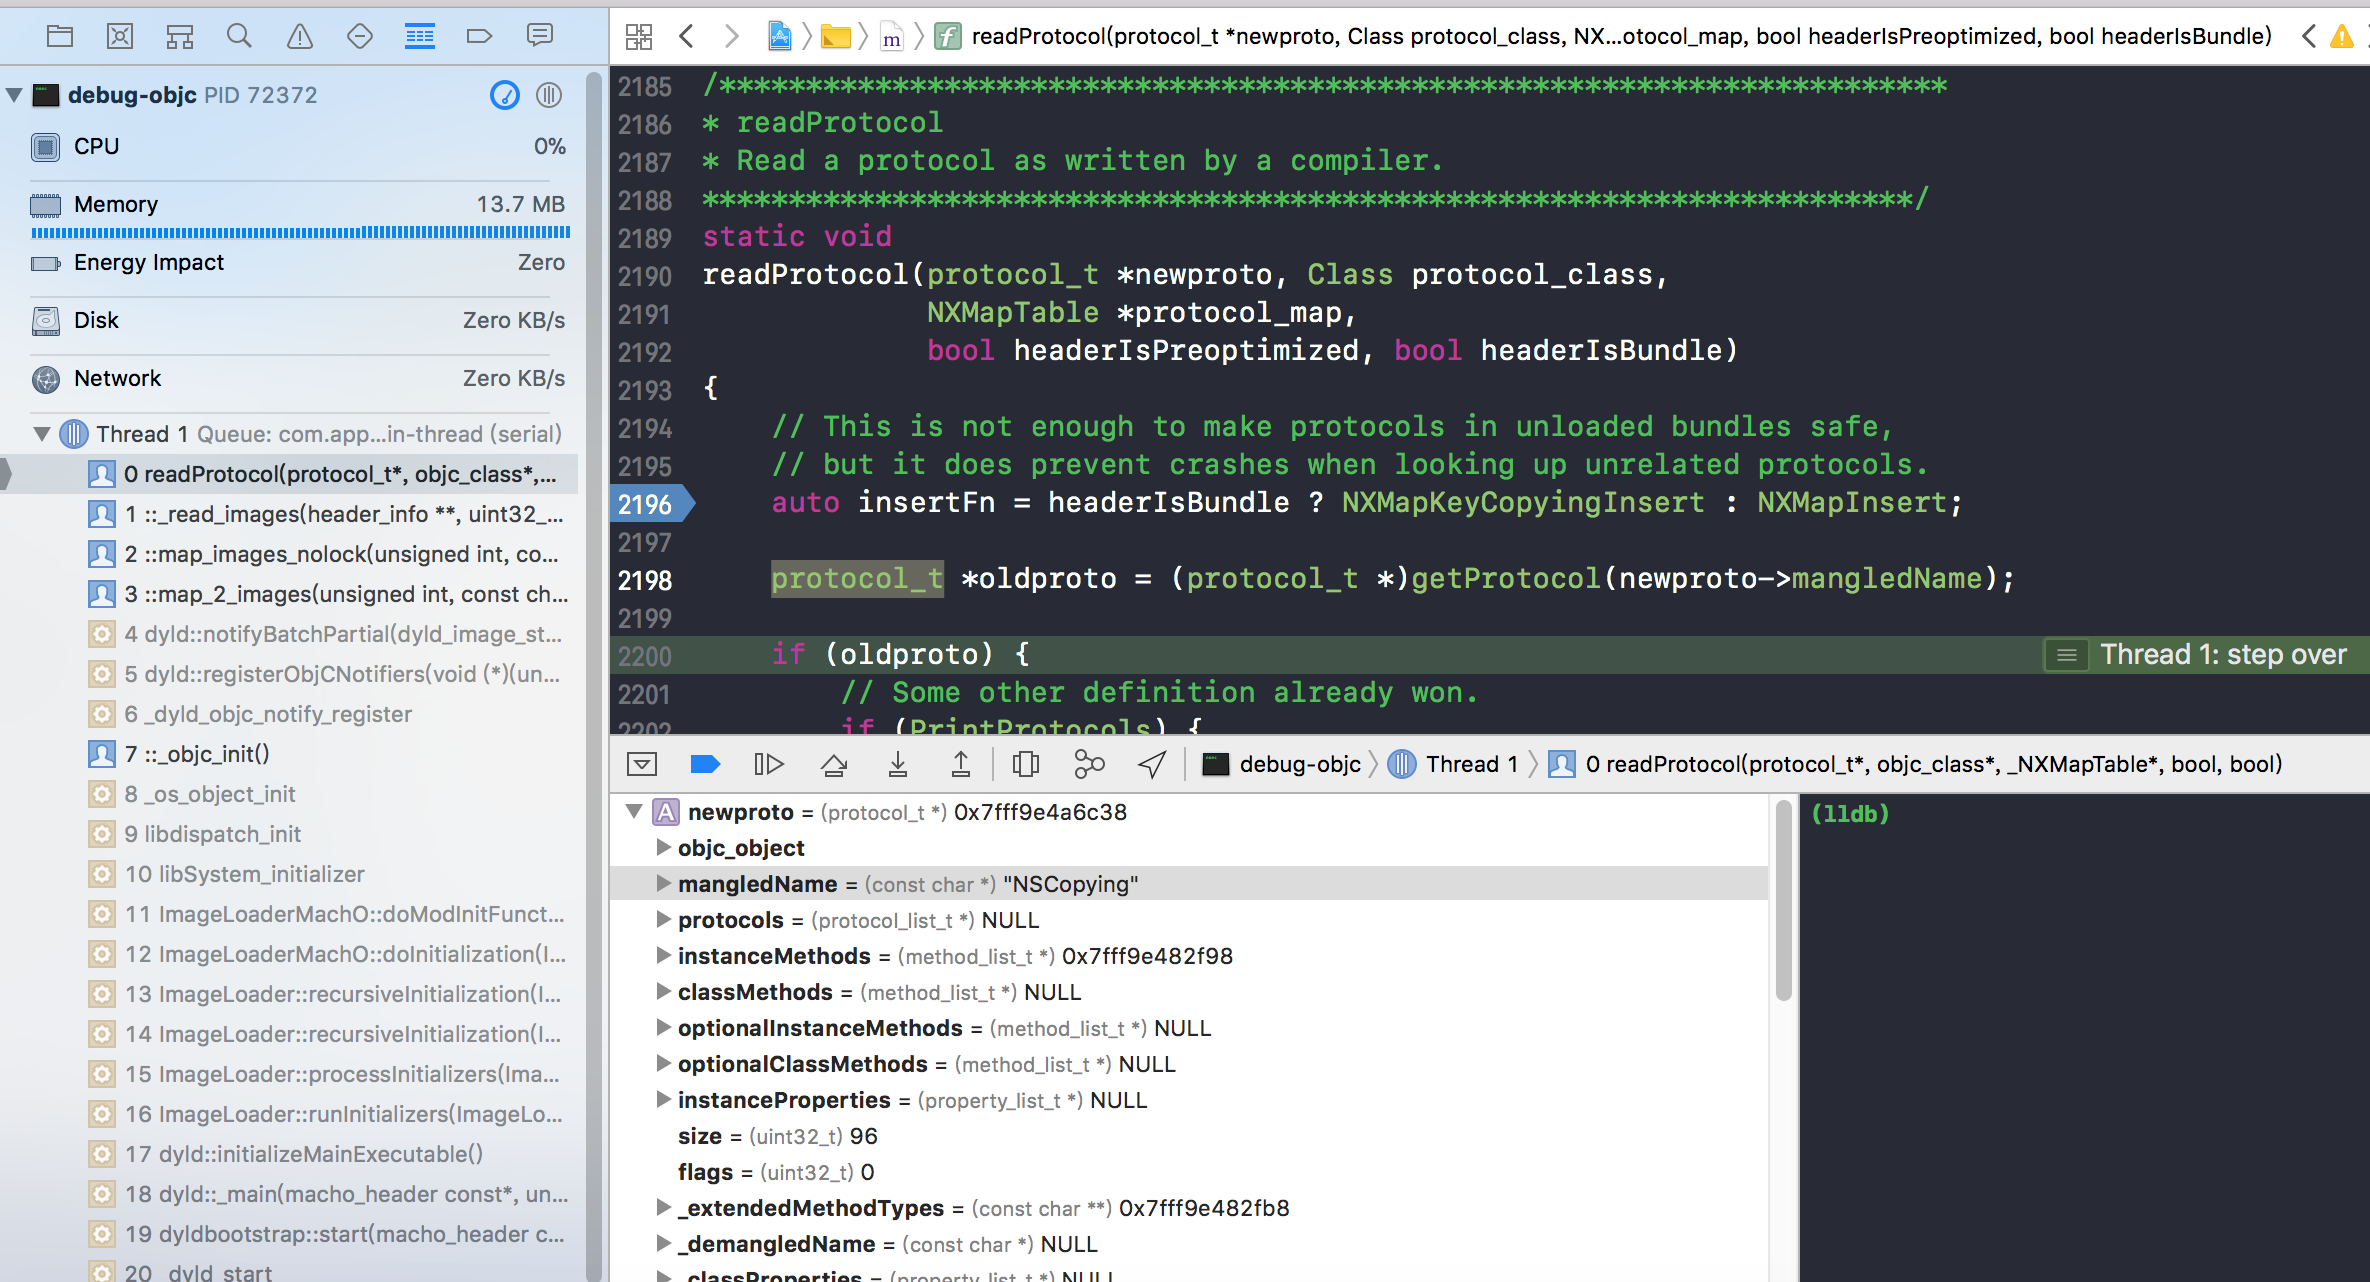 readProtocol(protocol_t *newproto, Class protocol_class, NX...otocol_map, bool headerIsPreoptimized, bool headerIsBundle)
debug-objc PID 72372
CPU 0%
Memory 13.7 MB
Energy Impact Zero
Disk Zero KB/s
Network Zero KB/s
Thread 1 Queue: com.app...in-thread (serial)
0 readProtocol(protocol_t*, objc_class*,...
1 ::_read_images(header_info **, uint32_...
2 ::map_images_nolock(unsigned int, co...
3 ::map_2_images(unsigned int, const ch...
4 dyld::notifyBatchPartial(dyld_image_st...
5 dyld::registerObjCNotifiers(void (*)(un...
6 _dyld_objc_notify_register
7 ::_objc_init()
8 _os_object_init
9 libdispatch_init
10 libSystem_initializer
11 ImageLoaderMachO::doModInitFunct...
12 ImageLoaderMachO::doInitialization(I...
13 ImageLoader::recursiveInitialization(I...
14 ImageLoader::recursiveInitialization(I...
15 ImageLoader::processInitializers(Ima...
16 ImageLoader::runInitializers(ImageLo...
17 dyld::initializeMainExecutable()
18 dyld::_main(macho_header const*, un...
19 dyldbootstrap::start(macho_header c...
20 _dyld_start
2185 /***********************************************************************
2186 * readProtocol
2187 * Read a protocol as written by a compiler.
2188 **********************************************************************/
2189 static void
2190 readProtocol(protocol_t *newproto, Class protocol_class,
2191 NXMapTable *protocol_map,
2192 bool headerIsPreoptimized, bool headerIsBundle)
2193 {
2194 // This is not enough to make protocols in unloaded bundles safe,
2195 // but it does prevent crashes when looking up unrelated protocols.
2196 auto insertFn = headerIsBundle ? NXMapKeyCopyingInsert : NXMapInsert;
2197
2198 protocol_t *oldproto = (protocol_t *)getProtocol(newproto->mangledName);
2199
2200 if (oldproto) { Thread 1: step over
2201 // Some other definition already won.
2202 if (PrintProtocols) {
debug-objc Thread 1 0 readProtocol(protocol_t*, objc_class*, _NXMapTable*, bool, bool)
A newproto = (protocol_t *) 0x7fff9e4a6c38
objc_object
mangledName = (const char *) "NSCopying"
protocols = (protocol_list_t *) NULL
instanceMethods = (method_list_t *) 0x7fff9e482f98
classMethods = (method_list_t *) NULL
optionalInstanceMethods = (method_list_t *) NULL
optionalClassMethods = (method_list_t *) NULL
instanceProperties = (property_list_t *) NULL
size = (uint32_t) 96
flags = (uint32_t) 0
_extendedMethodTypes = (const char **) 0x7fff9e482fb8
_demangledName = (const char *) NULL
_classProperties = (property_list_t *) NULL
(lldb)